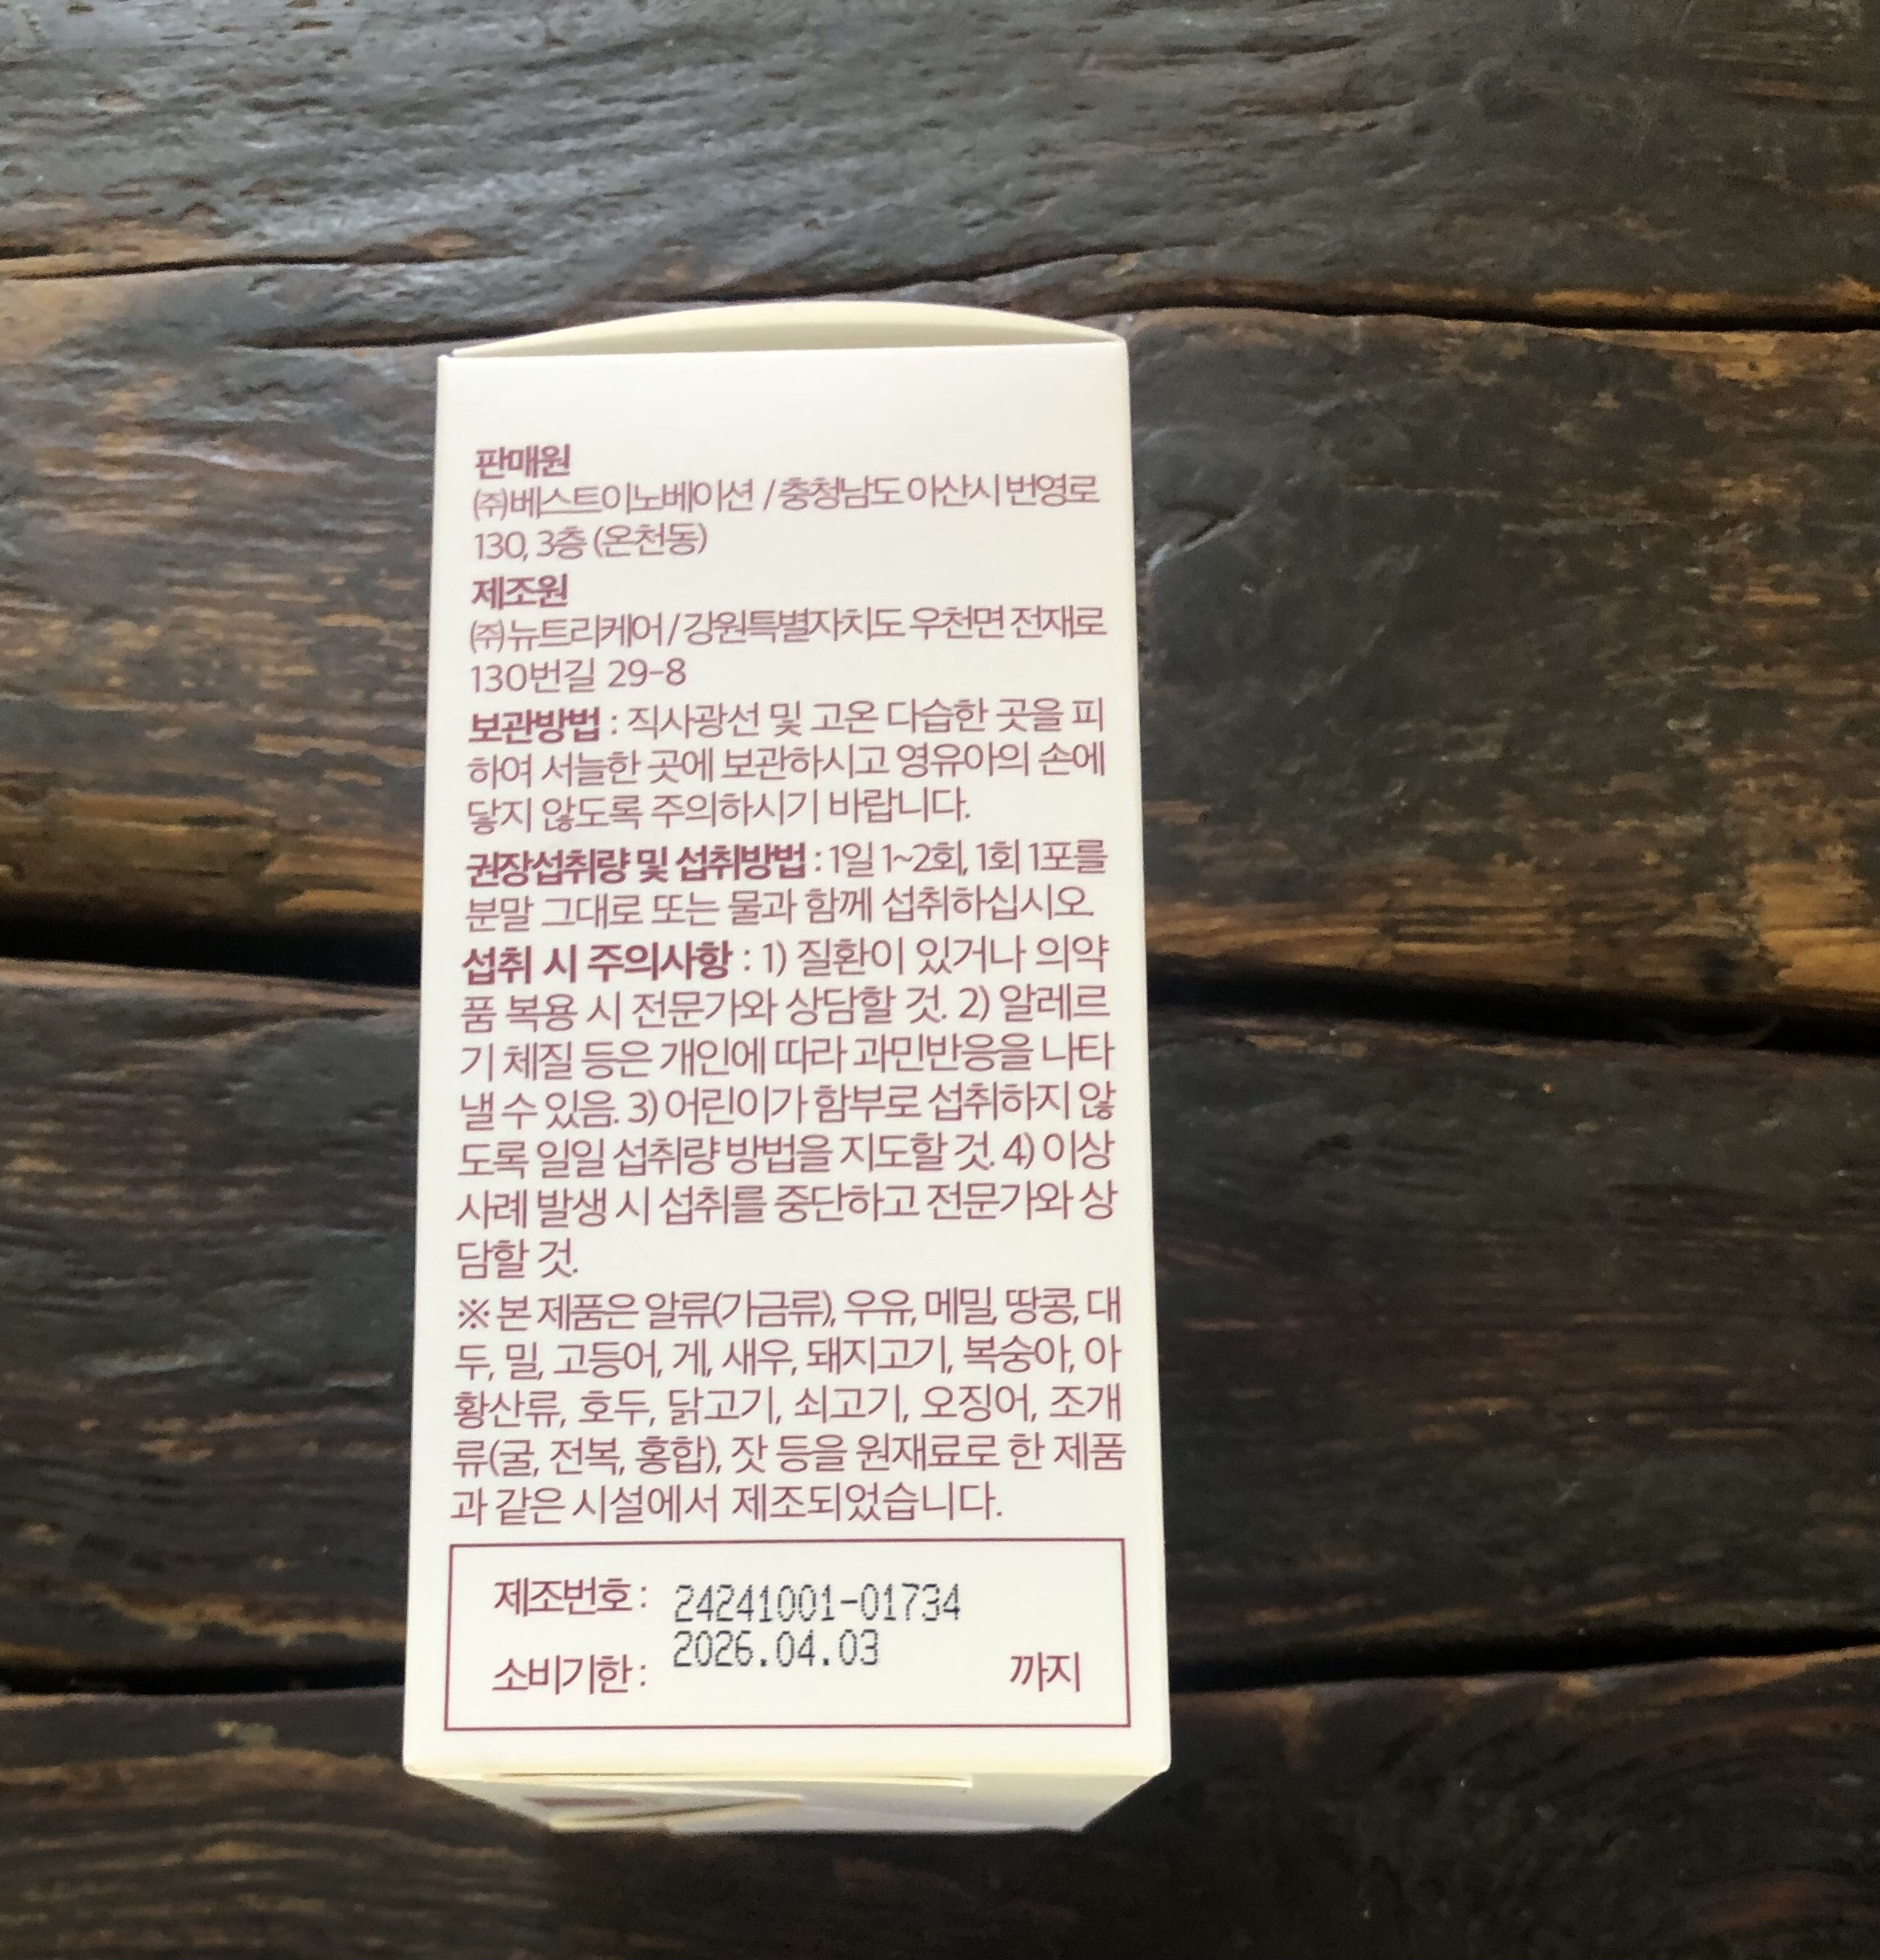 판매원
㈜베스트이노베이션 / 충청남도 아산시 번영로
130, 3층 (온천동)
제조원
㈜뉴트리케어 / 강원특별자치도 우천면 전재로
130번길 29-8
보관방법 : 직사광선 및 고온 다습한 곳을 피
하여 서늘한 곳에 보관하시고 영유아의 손에
닿지 않도록 주의하시기 바랍니다.
권장섭취량 및 섭취방법 : 1일 1~2회, 1회 1포를
분말 그대로 또는 물과 함께 섭취하십시오.
섭취 시 주의사항 : 1) 질환이 있거나 의약
품 복용 시 전문가와 상담할 것. 2) 알레르
기 체질 등은 개인에 따라 과민반응을 나타
낼 수 있음. 3) 어린이가 함부로 섭취하지 않
도록 일일 섭취량 방법을 지도할 것. 4) 이상
사례 발생 시 섭취를 중단하고 전문가와 상
담할 것.
※ 본 제품은 알류(가금류), 우유, 메밀, 땅콩, 대
두, 밀, 고등어, 게, 새우, 돼지고기, 복숭아, 아
황산류, 호두, 닭고기, 쇠고기, 오징어, 조개
류(굴, 전복, 홍합), 잣 등을 원재료로 한 제품
과 같은 시설에서 제조되었습니다.
제조번호 : 24241001-01734
소비기한 : 2026.04.03 까지